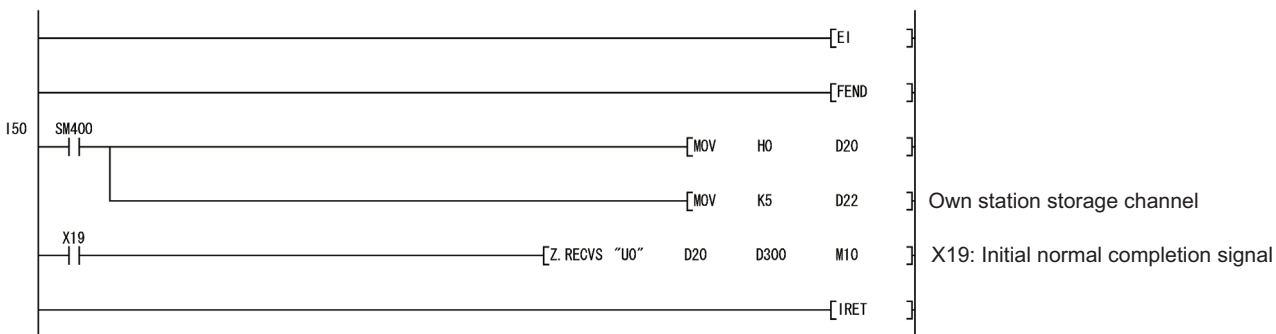 [EI ]
[FEND ]
I50 SM400 [MOV H0 D20 ]
[MOV K5 D22 ] Own station storage channel
X19 [Z.RECVS "U0" D20 D300 M10 ] X19: Initial normal completion signal
[IRET ]